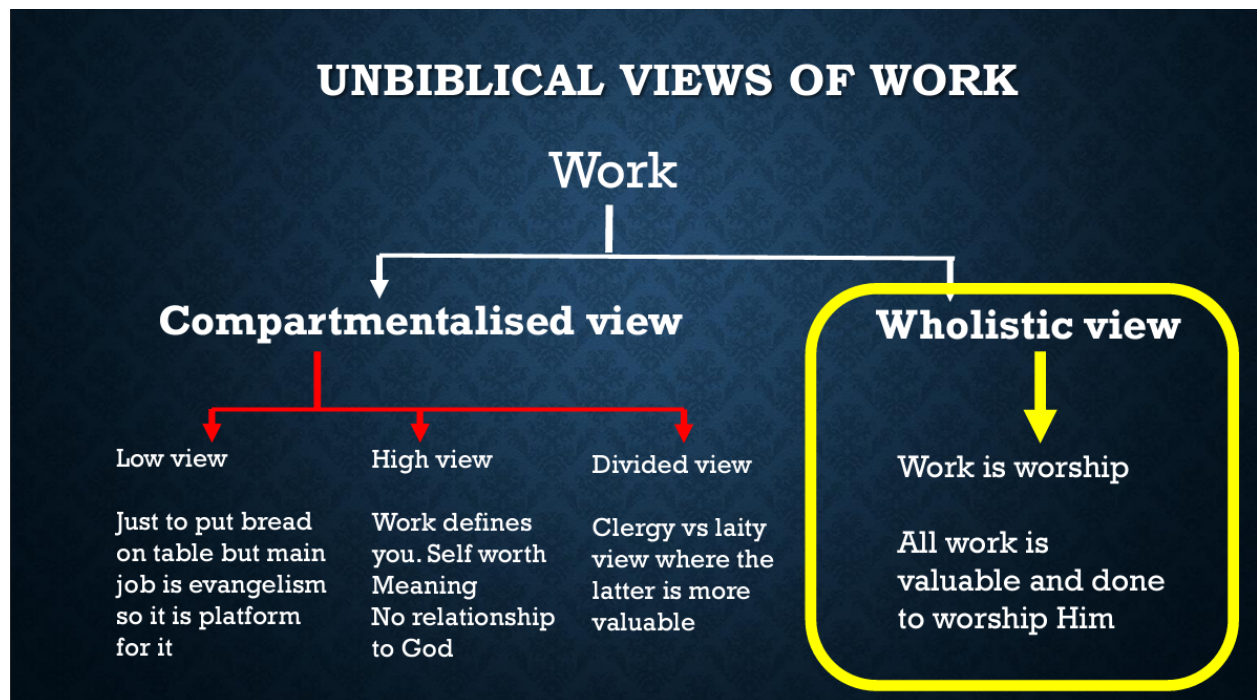 UNBIBLICAL VIEWS OF WORK
Work
Compartmentalised view
Low view
Just to put bread
on table but main
job is evangelism
so it is platform
for it
High view
Work defines
you. Self worth
Meaning
No relationship
to God
Divided view
Clergy vs laity
view where the
latter is more
valuable
Wholistic view
Work is worship
All work is
valuable and done
to worship Him